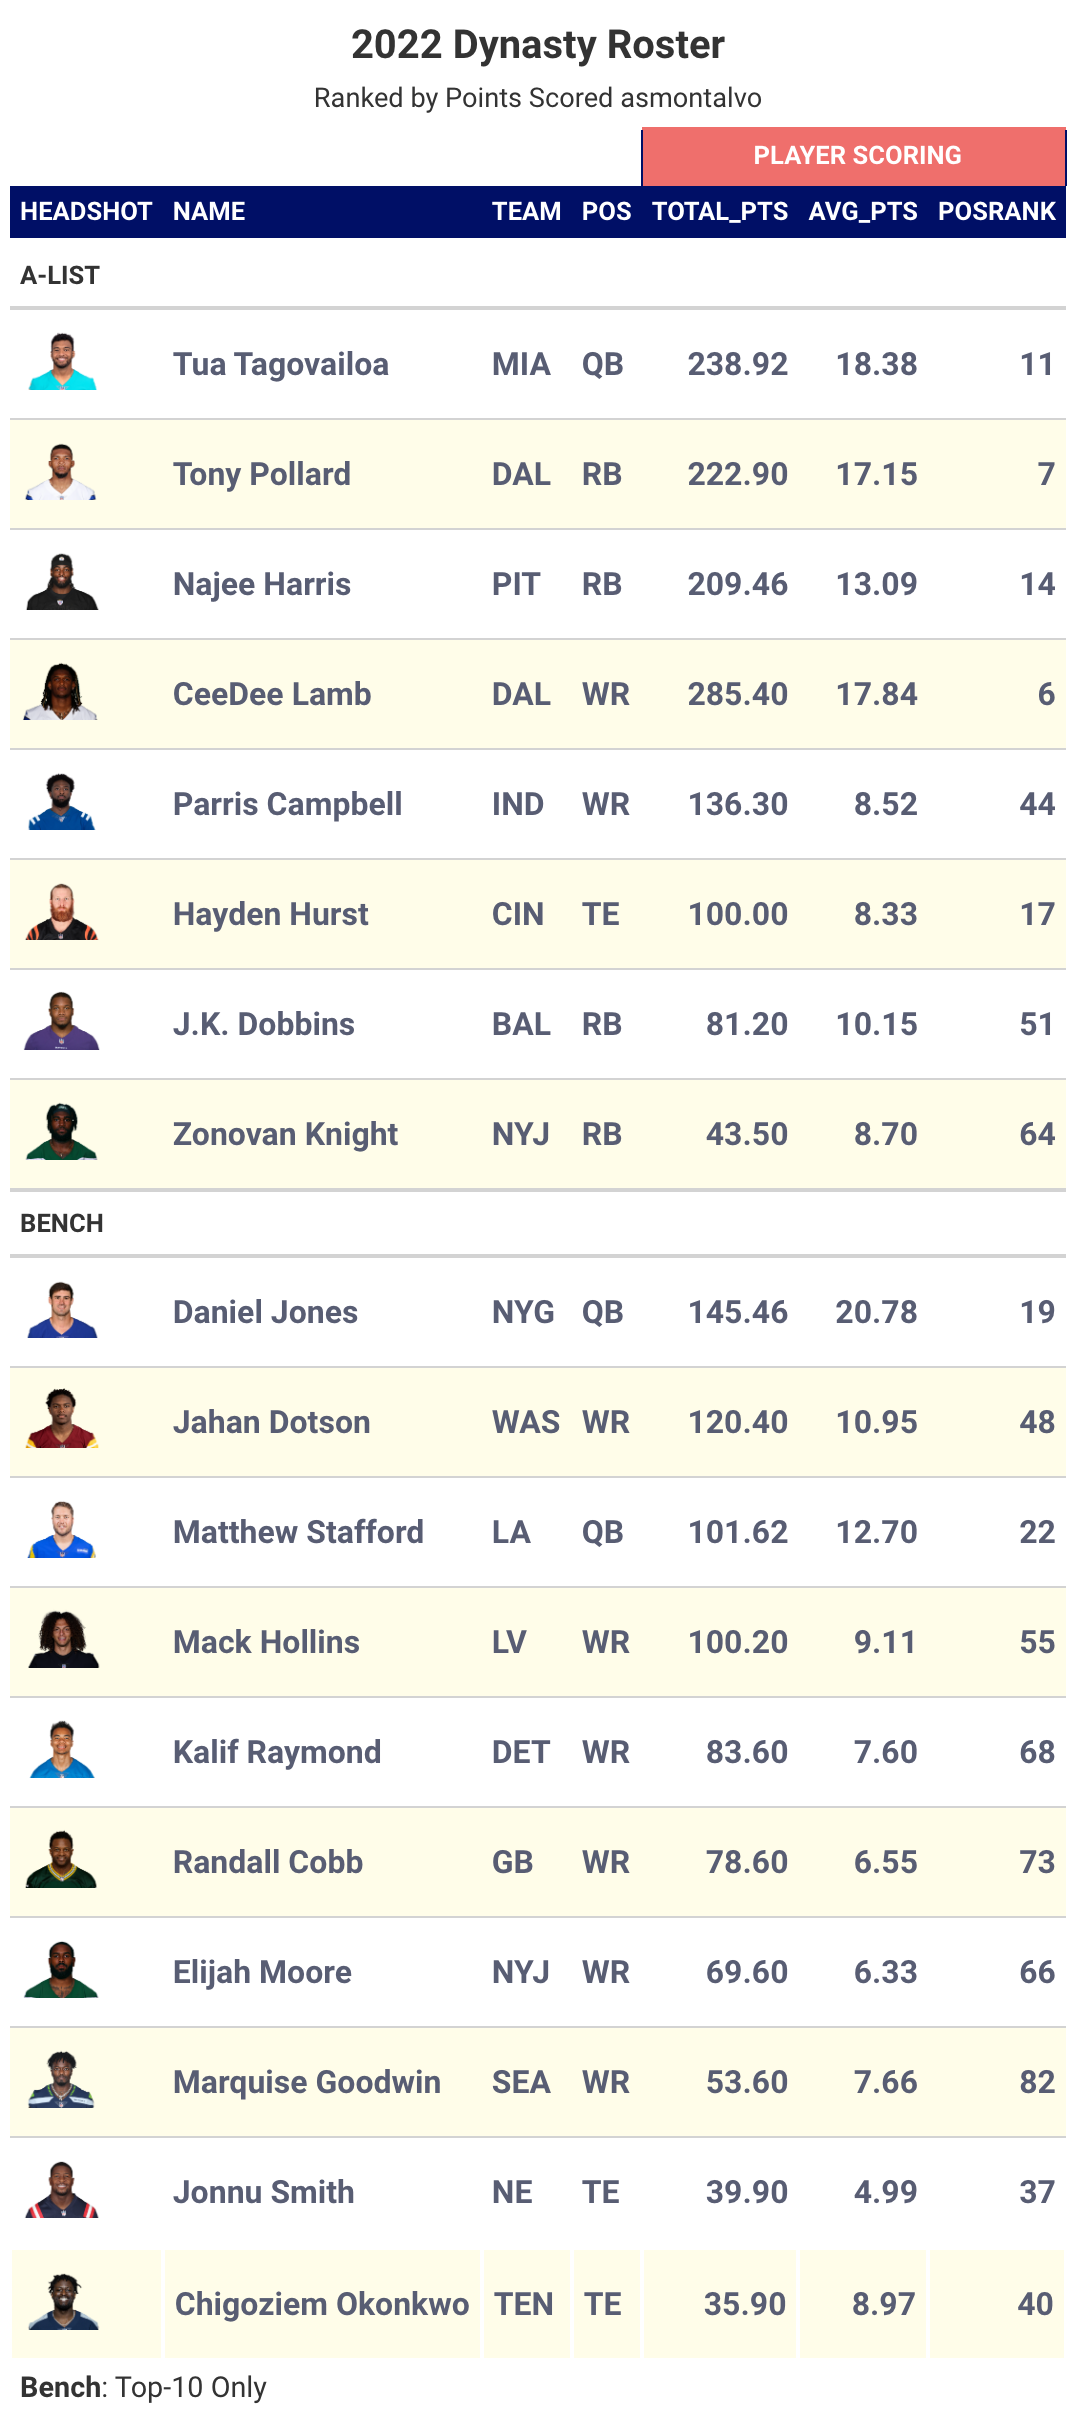 2022 Dynasty Roster
Ranked by Points Scored asmontalvo
PLAYER SCORING
HEADSHOT NAME TEAM POS TOTAL_PTS AVG_PTS POSRANK
A-LIST
Tua Tagovailoa MIA QB 238.92 18.38 11
Tony Pollard DAL RB 222.90 17.15 7
Najee Harris PIT RB 209.46 13.09 14
CeeDee Lamb DAL WR 285.40 17.84 6
Parris Campbell IND WR 136.30 8.52 44
Hayden Hurst CIN TE 100.00 8.33 17
J.K. Dobbins BAL RB 81.20 10.15 51
Zonovan Knight NYJ RB 43.50 8.70 64
BENCH
Daniel Jones NYG QB 145.46 20.78 19
Jahan Dotson WAS WR 120.40 10.95 48
Matthew Stafford LA QB 101.62 12.70 22
Mack Hollins LV WR 100.20 9.11 55
Kalif Raymond DET WR 83.60 7.60 68
Randall Cobb GB WR 78.60 6.55 73
Elijah Moore NYJ WR 69.60 6.33 66
Marquise Goodwin SEA WR 53.60 7.66 82
Jonnu Smith NE TE 39.90 4.99 37
Chigoziem Okonkwo TEN TE 35.90 8.97 40
Bench: Top-10 Only